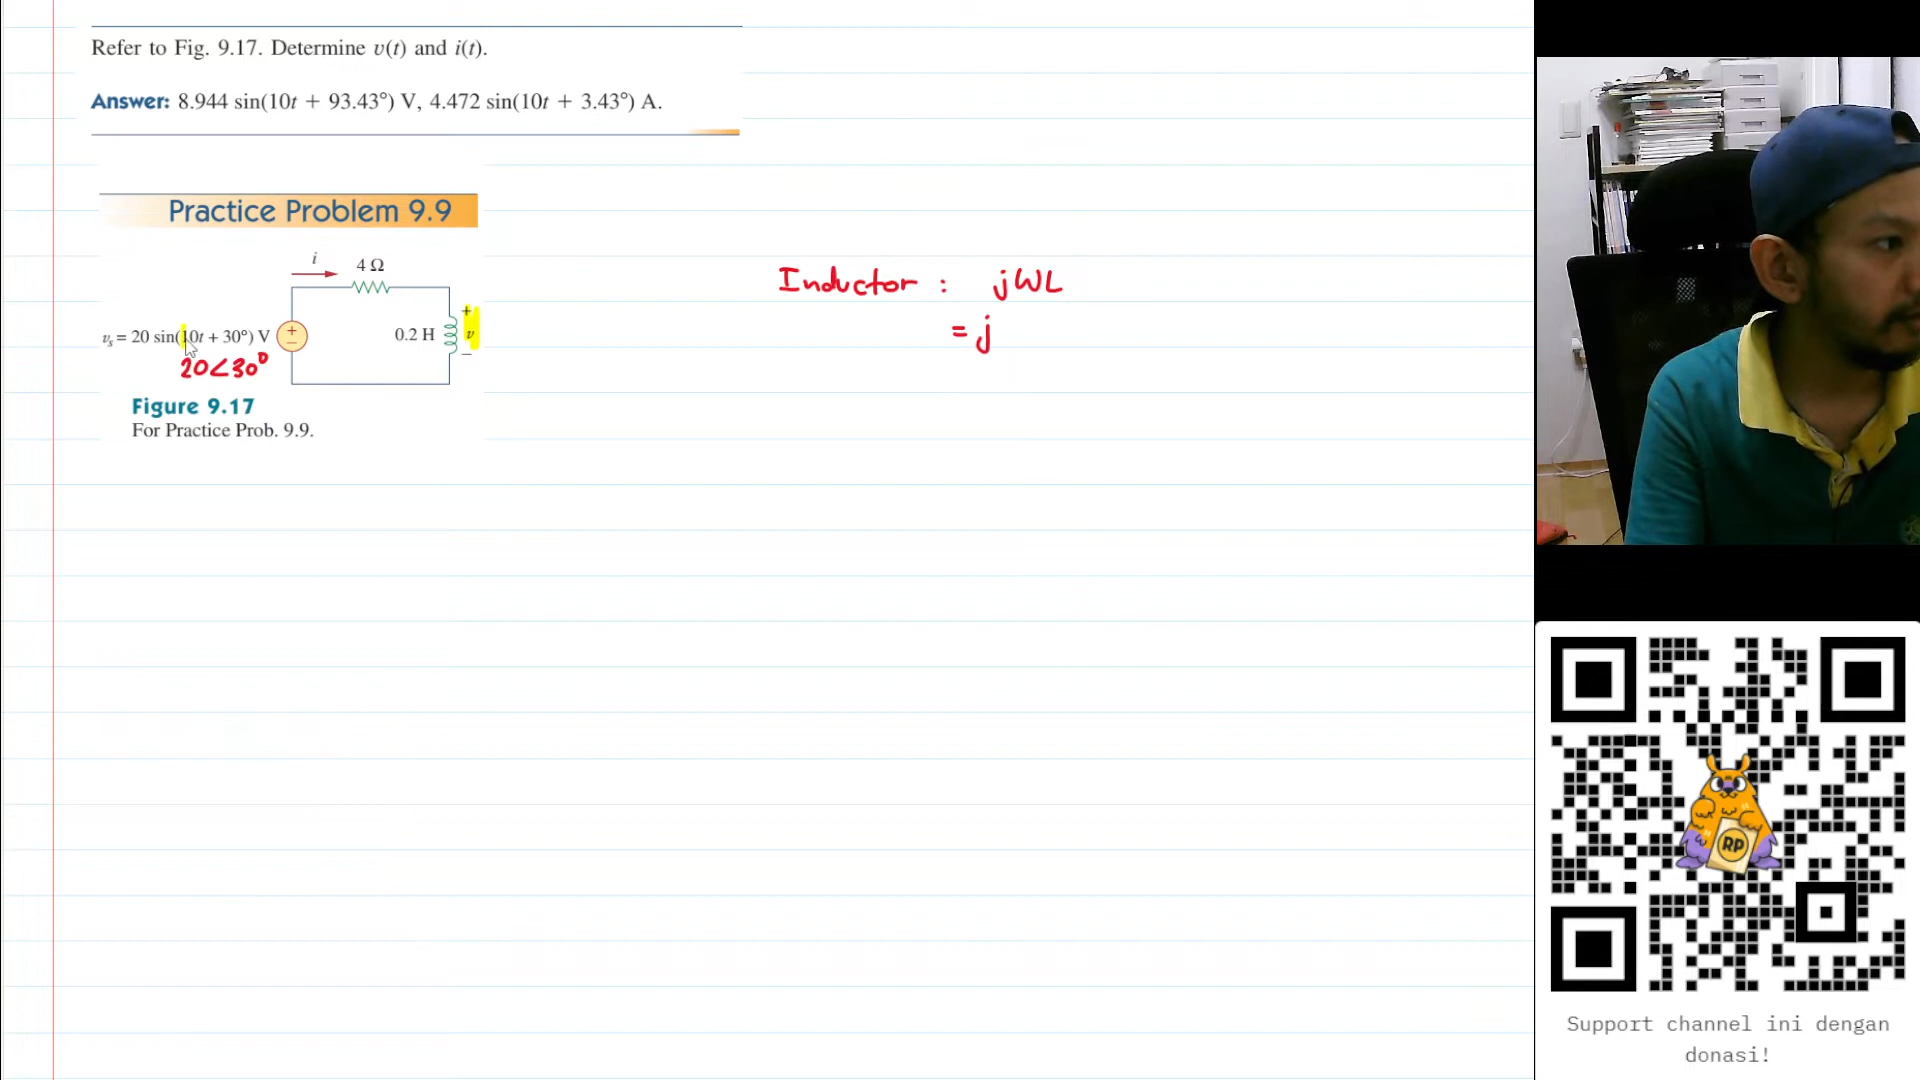 Refer to Fig. 9.17. Determine v(t) and i(t).
Answer: 8.944 sin(10t + 93.43°) V, 4.472 sin(10t + 3.43°) A.
Practice Problem 9.9
i
4 Ω
+
v
−
0.2 H
vs = 20 sin(10t + 30°) V
+
−
20<30°
Figure 9.17
For Practice Prob. 9.9.
Inductor : jWL
= j
RP
Support channel ini dengan
donasi!